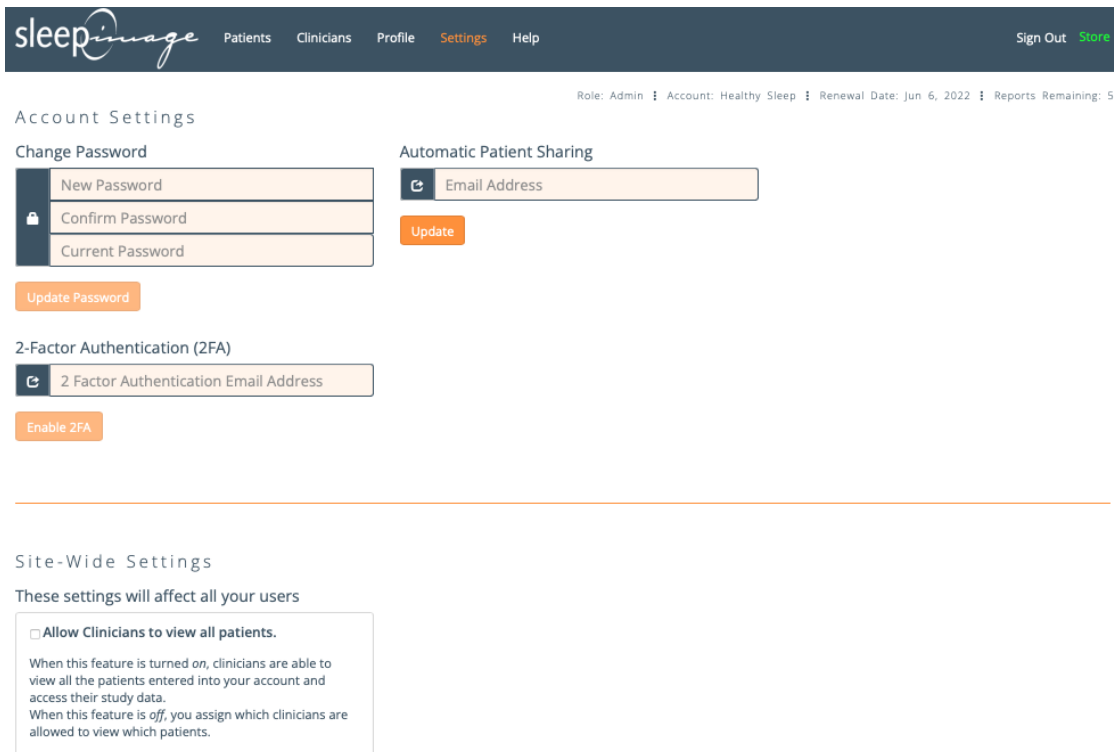 sleepimage Patients Clinicians Profile Settings Help Sign Out Store
Role: Admin ⋮ Account: Healthy Sleep ⋮ Renewal Date: Jun 6, 2022 ⋮ Reports Remaining: 5
Account Settings
Change Password
New Password
Confirm Password
Current Password
Update Password
Automatic Patient Sharing
Email Address
Update
2-Factor Authentication (2FA)
2 Factor Authentication Email Address
Enable 2FA
Site-Wide Settings
These settings will affect all your users
Allow Clinicians to view all patients.
When this feature is turned on, clinicians are able to
view all the patients entered into your account and
access their study data.
When this feature is off, you assign which clinicians are
allowed to view which patients.